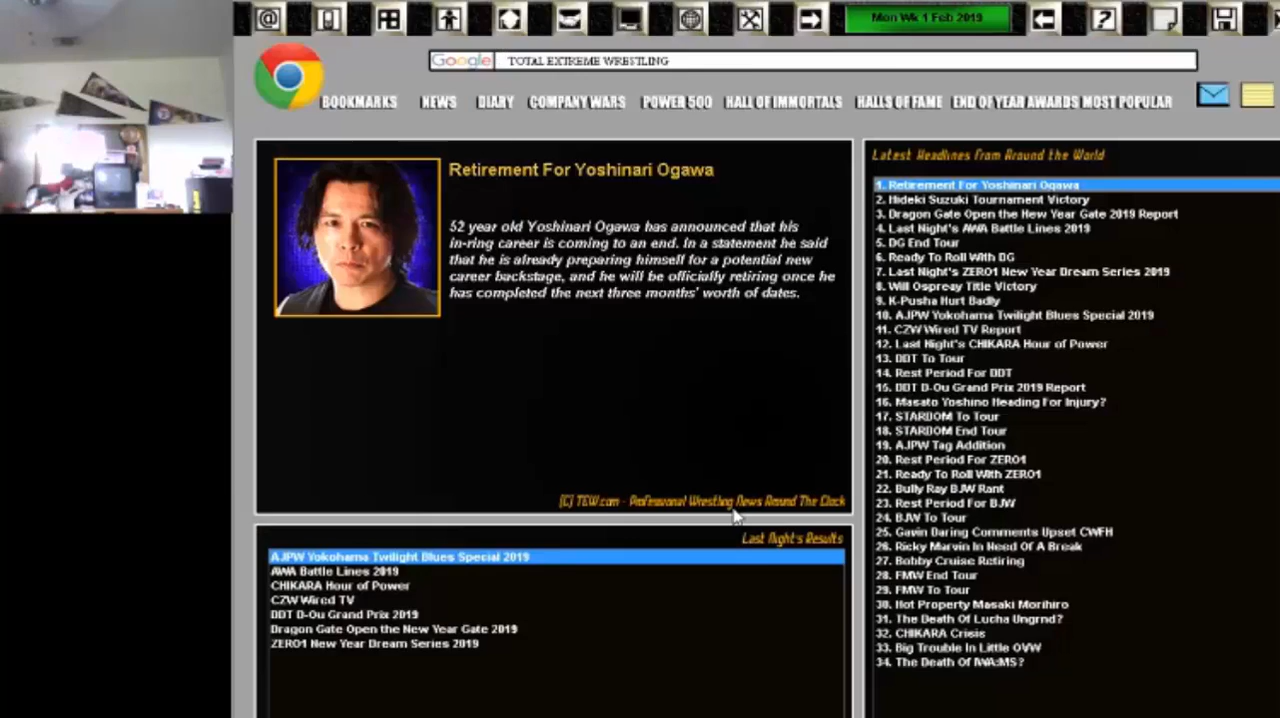 Mon Wk 1 Feb 2019
Google TOTAL EXTREME WRESTLING
BOOKMARKS NEWS DIARY COMPANY WARS POWER 500 HALL OF IMMORTALS HALLS OF FAME END OF YEAR AWARDS MOST POPULAR
Retirement For Yoshinari Ogawa
52 year old Yoshinari Ogawa has announced that his
in-ring career is coming to an end. In a statement he said
that he is already preparing himself for a potential new
career backstage, and he will be officially retiring once he
has completed the next three months' worth of dates.
(C) TEW.com - Professional Wrestling News Around The Clock
Last Night's Results
AJPW Yokohama Twilight Blues Special 2019
AWA Battle Lines 2019
CHIKARA Hour of Power
CZW Wired TV
DDT D-Ou Grand Prix 2019
Dragon Gate Open the New Year Gate 2019
ZERO1 New Year Dream Series 2019
Latest Headlines From Around the World
1. Retirement For Yoshinari Ogawa
2. Hideki Suzuki Tournament Victory
3. Dragon Gate Open the New Year Gate 2019 Report
4. Last Night's AWA Battle Lines 2019
5. DG End Tour
6. Ready To Roll With DG
7. Last Night's ZERO1 New Year Dream Series 2019
8. Will Ospreay Title Victory
9. K-Pusha Hurt Badly
10. AJPW Yokohama Twilight Blues Special 2019
11. CZW Wired TV Report
12. Last Night's CHIKARA Hour of Power
13. DDT To Tour
14. Rest Period For DDT
15. DDT D-Ou Grand Prix 2019 Report
16. Masato Yoshino Heading For Injury?
17. STARDOM To Tour
18. STARDOM End Tour
19. AJPW Tag Addition
20. Rest Period For ZERO1
21. Ready To Roll With ZERO1
22. Bully Ray BJW Rant
23. Rest Period For BJW
24. BJW To Tour
25. Gavin Daring Comments Upset CWFH
26. Ricky Marvin In Need Of A Break
27. Bobby Cruise Retiring
28. FMW End Tour
29. FMW To Tour
30. Hot Property Masaki Morihiro
31. The Death Of Lucha Ungrnd?
32. CHIKARA Crisis
33. Big Trouble In Little OVW
34. The Death Of IWA:MS?